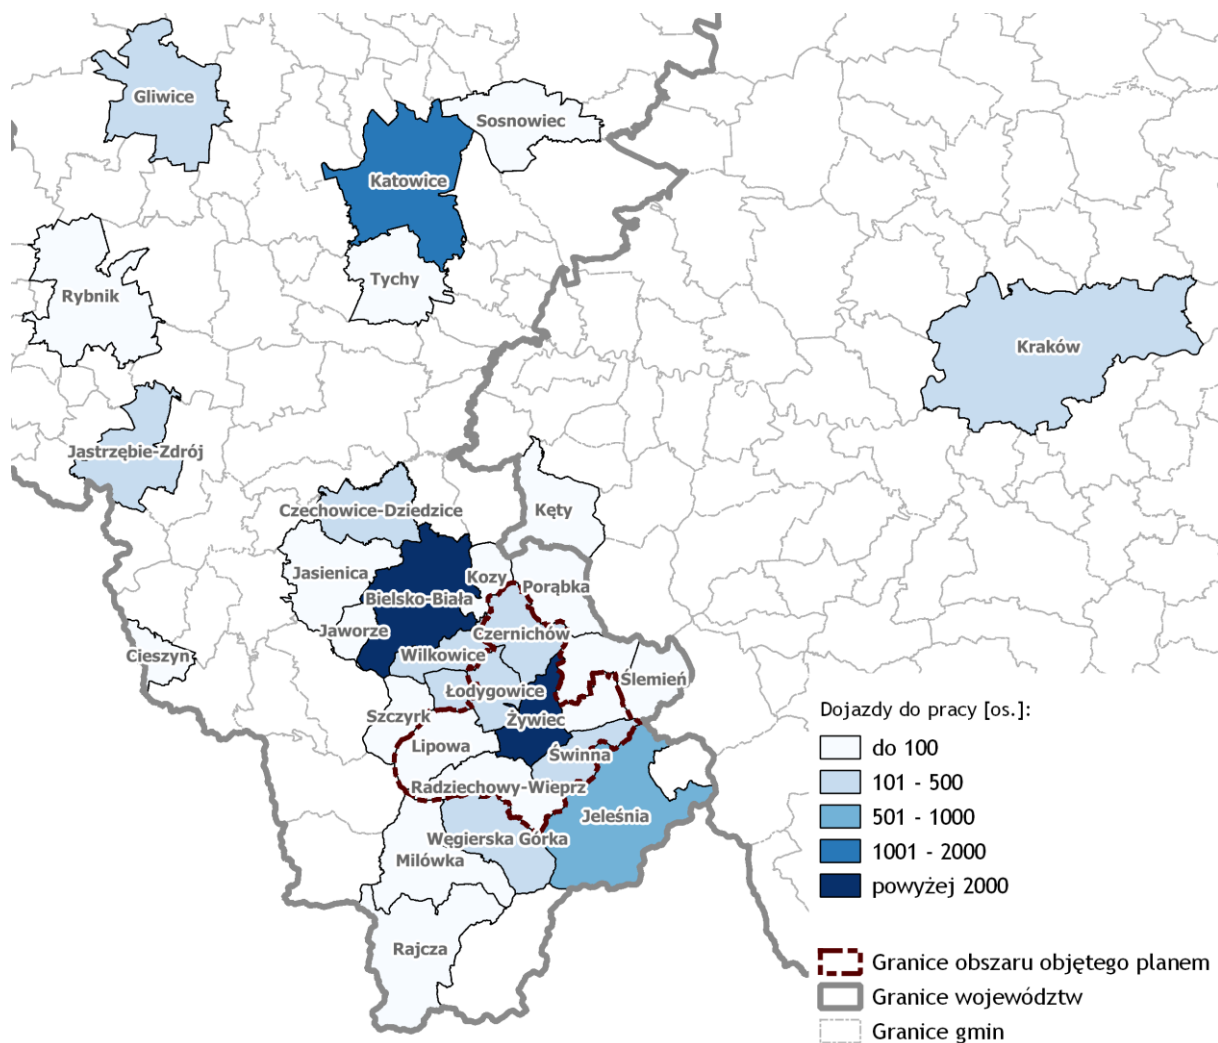 Gliwice
Sosnowiec
Katowice
Tychy
Rybnik
Kraków
Jastrzębie-Zdrój
Czechowice-Dziedzice
Kęty
Jasienica
Kozy
Porąbka
Bielsko-Biała
Jaworze
Czernichów
Cieszyn
Wilkowice
Łodygowice
Ślemień
Szczyrk
Żywiec
Lipowa
Świnna
Radziechowy-Wieprz
Jeleśnia
Węgierska Górka
Milówka
Rajcza
Dojazdy do pracy [os.]:
do 100
101 - 500
501 - 1000
1001 - 2000
powyżej 2000
Granice obszaru objętego planem
Granice województw
Granice gmin